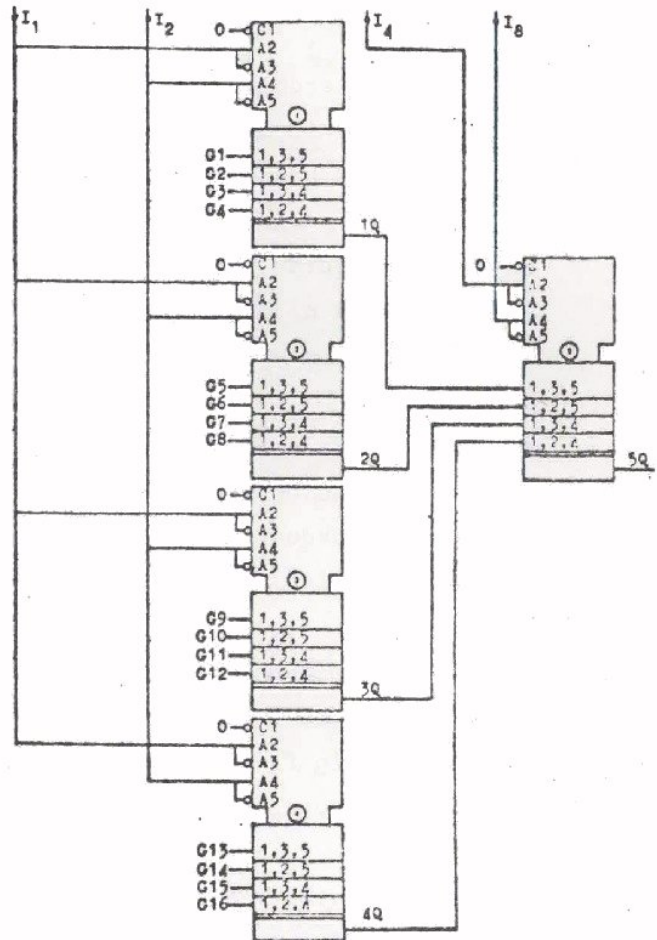 I1
I2
I4
I8
0 C1
A2
A3
A4
A5
1
G1 1,3,5
G2 1,2,5
G3 1,3,4
G4 1,2,4
1Q
0 C1
A2
A3
A4
A5
G5 1,3,5
G6 1,2,5
G7 1,3,4
G8 1,2,4
2Q
0 C1
A2
A3
A4
A5
G9 1,3,5
G10 1,2,5
G11 1,3,4
G12 1,2,4
3Q
0 C1
A2
A3
A4
A5
G13 1,3,5
G14 1,2,5
G15 1,3,4
G16 1,2,4
4Q
0 C1
A2
A3
A4
A5
1,3,5
1,2,5
1,3,4
1,2,4
5Q